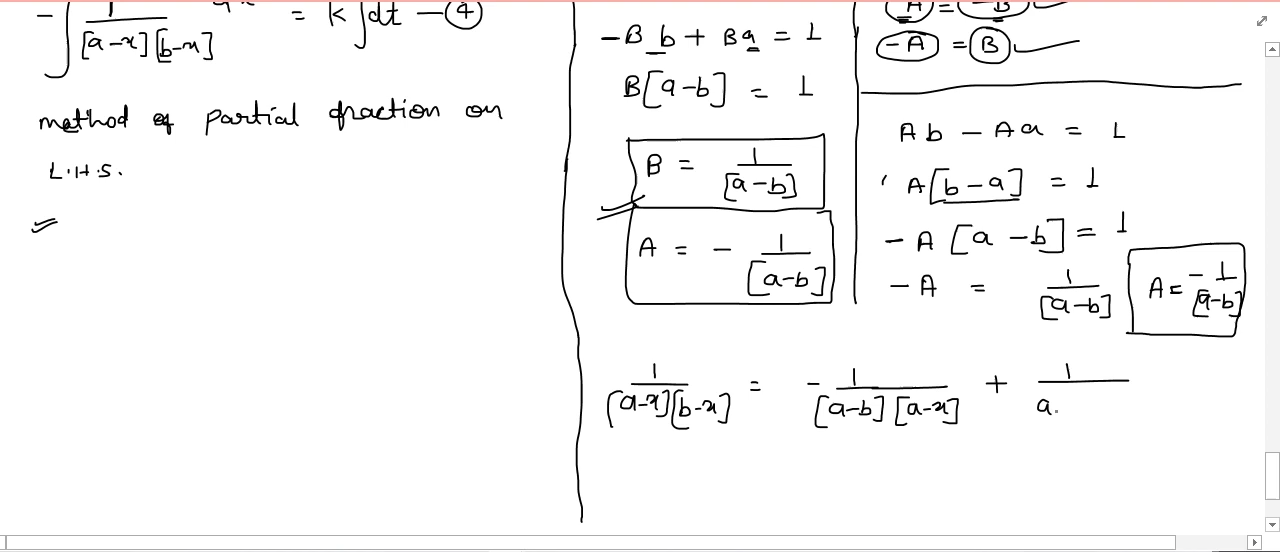 - ∫ 1/[a-x][b-x] = k∫dt — ④
method of partial fraction on
L.H.S.
-Bb + Ba = 1
B[a-b] = 1
B = 1/[a-b]
A = - 1/[a-b]
A = -B
-A = B
Ab - Aa = 1
A[b-a] = 1
-A [a-b] = 1
-A = 1/[a-b]
A = -1/[a-b]
1/[a-x][b-x] = - 1/[a-b][a-x] + 1/a